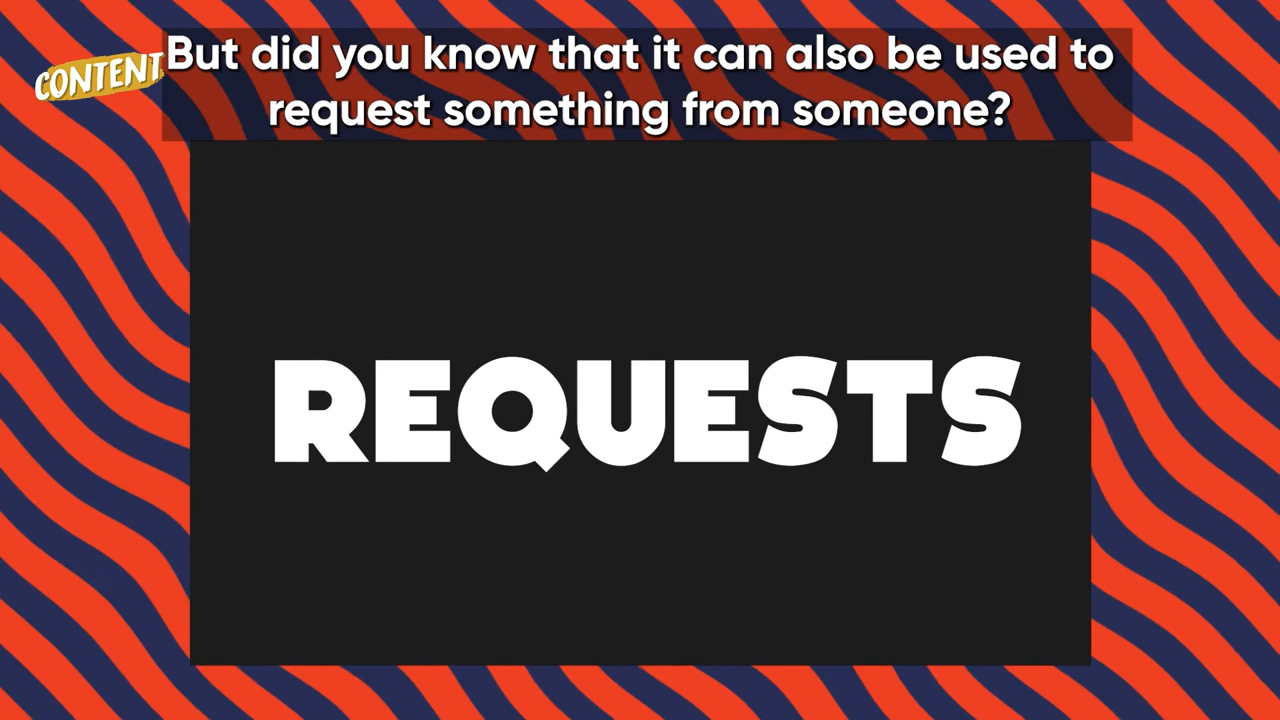 CONTENT
But did you know that it can also be used to
request something from someone?
REQUESTS